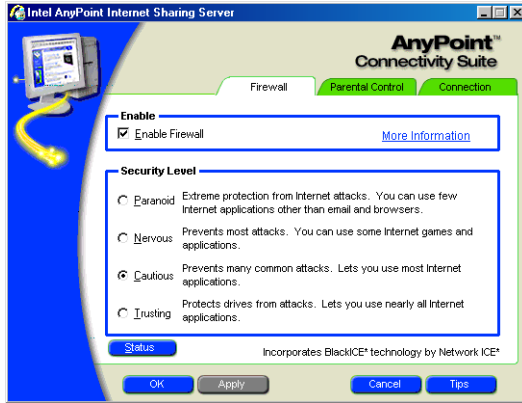 Intel AnyPoint Internet Sharing Server
AnyPoint™
Connectivity Suite
Firewall
Parental Control
Connection
Enable
Enable Firewall
More Information
Security Level
Paranoid
Extreme protection from Internet attacks. You can use few
Internet applications other than email and browsers.
Nervous
Prevents most attacks. You can use some Internet games and
applications.
Cautious
Prevents many common attacks. Lets you use most Internet
applications.
Trusting
Protects drives from attacks. Lets you use nearly all Internet
applications.
Status
Incorporates BlackICE* technology by Network ICE*
OK
Apply
Cancel
Tips